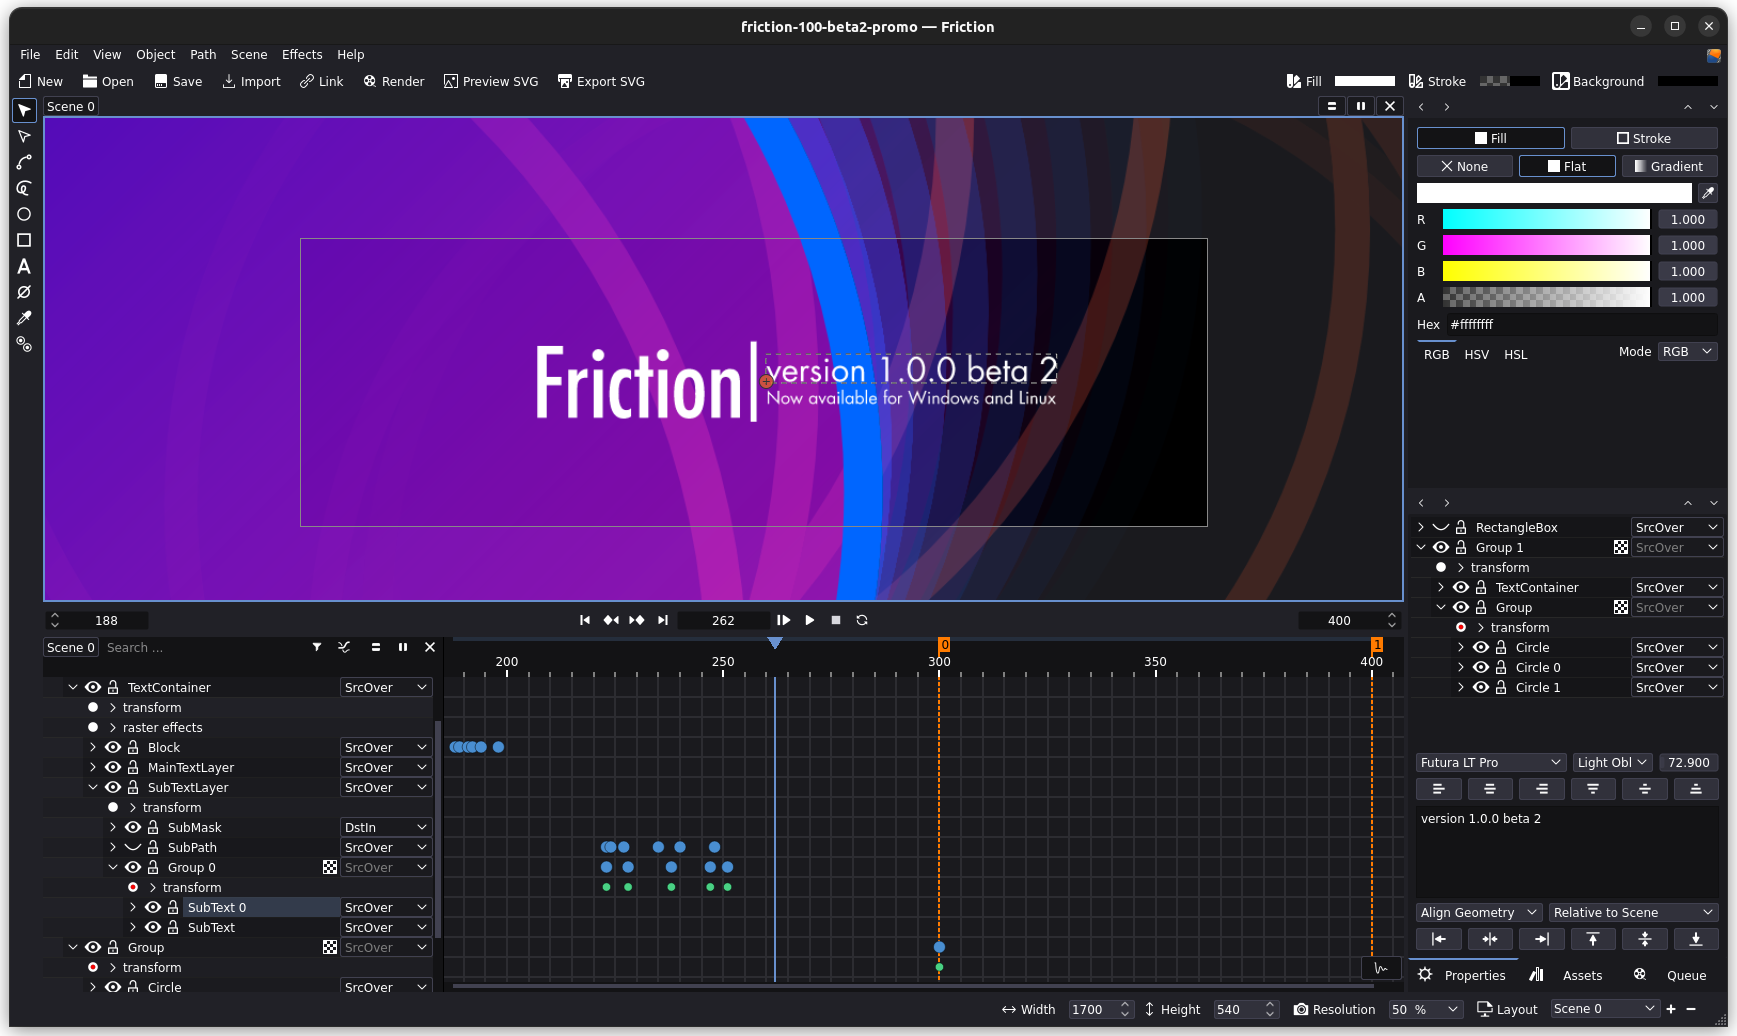 friction-100-beta2-promo — Friction
File Edit View Object Path Scene Effects Help
New Open Save Import Link Render Preview SVG Export SVG Fill Stroke Background
Scene 0
Fill Stroke
None Flat Gradient
R 1.000
G 1.000
B 1.000
A 1.000
Hex #ffffffff
RGB HSV HSL Mode RGB
Friction
version 1.0.0 beta 2
Now available for Windows and Linux
188 262 400
Scene 0 Search ...
200 250 300 350 400
0 1
TextContainer SrcOver
transform
raster effects
Block SrcOver
MainTextLayer SrcOver
SubTextLayer SrcOver
transform
SubMask DstIn
SubPath SrcOver
Group 0 SrcOver
transform
SubText 0 SrcOver
SubText SrcOver
Group SrcOver
transform
Circle SrcOver
RectangleBox SrcOver
Group 1 SrcOver
transform
TextContainer SrcOver
Group SrcOver
transform
Circle SrcOver
Circle 0 SrcOver
Circle 1 SrcOver
Futura LT Pro Light Obl 72.900
version 1.0.0 beta 2
Align Geometry Relative to Scene
Properties Assets Queue
Width 1700 Height 540 Resolution 50 % Layout Scene 0